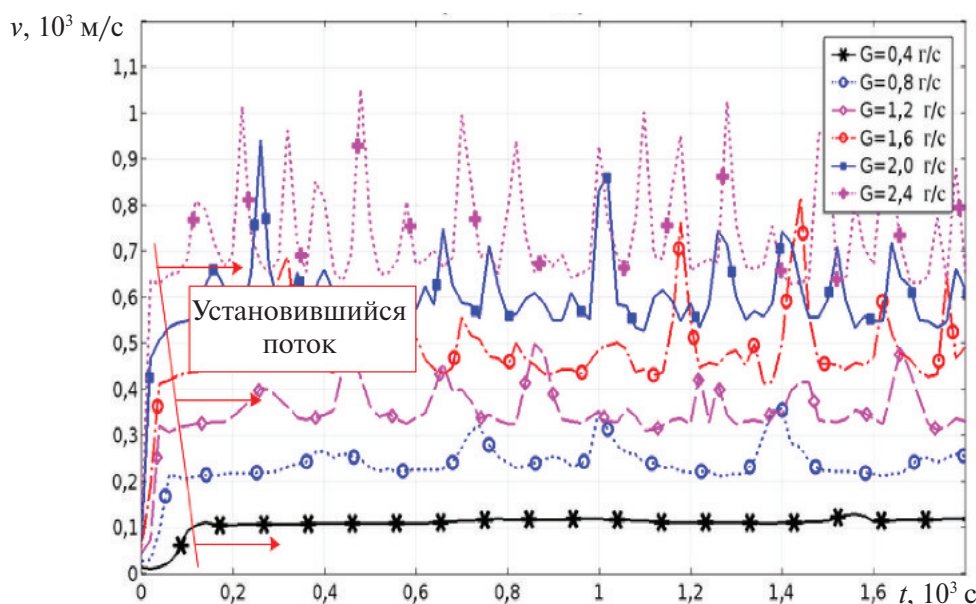 v, 10³ м/с
1,1
1
0,9
0,8
0,7
0,6
0,5
0,4
0,3
0,2
0,1
0
G=0,4 г/с
G=0,8 г/с
G=1,2 г/с
G=1,6 г/с
G=2,0 г/с
G=2,4 г/с
Установившийся
поток
0 0,2 0,4 0,6 0,8 1 1,2 1,4 1,6 t, 10³ с